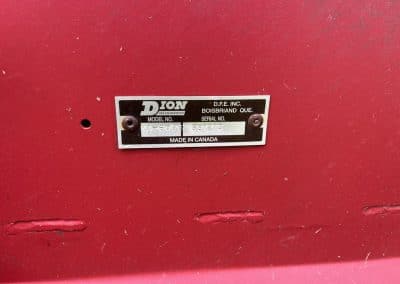 DION
D.F.E. INC.
BOISBRIAND QUE.
MODEL NO. SERIAL NO.
MADE IN CANADA